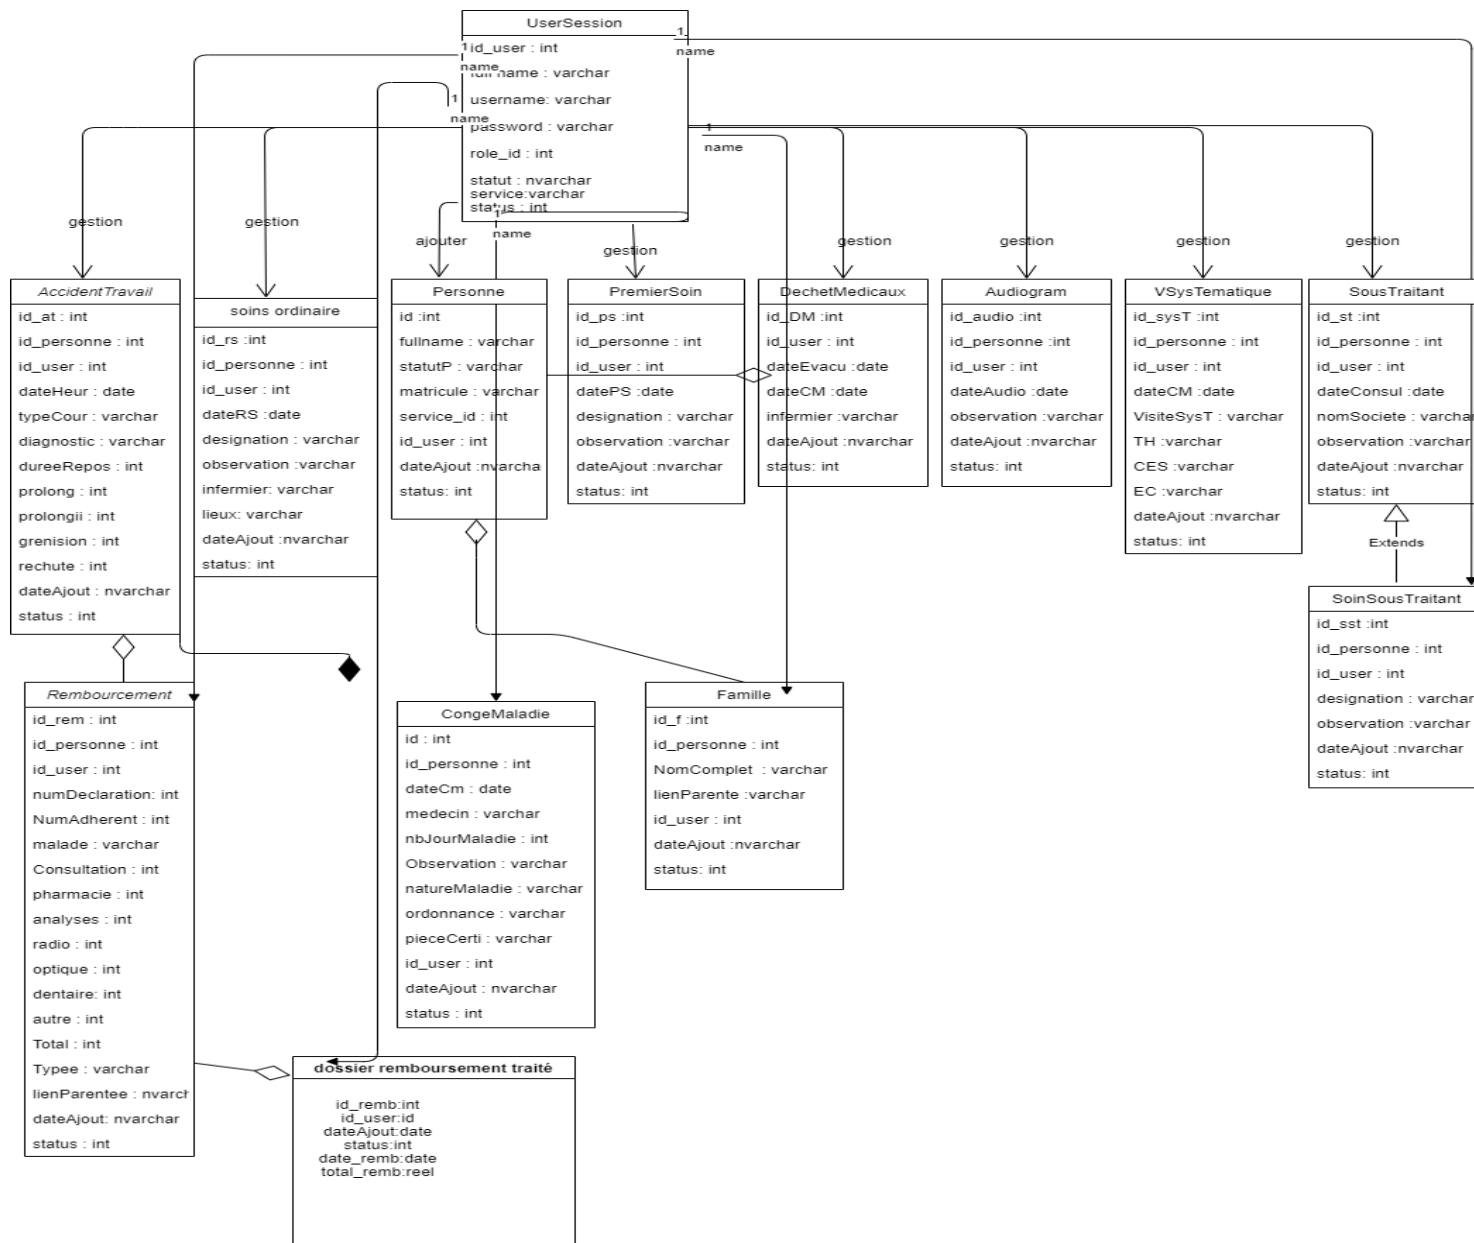 UserSession
id_user : int
full name : varchar
username: varchar
password : varchar
role_id : int
statut : nvarchar
service:varchar
status : int
1
name
1
name
1
name
1
name
1
name
gestion
gestion
ajouter
gestion
gestion
gestion
gestion
gestion
AccidentTravail
id_at : int
id_personne : int
id_user : int
dateHeur : date
typeCour : varchar
diagnostic : varchar
dureeRepos : int
prolong : int
prolongii : int
grenision : int
rechute : int
dateAjout : nvarchar
status : int
soins ordinaire
id_rs :int
id_personne : int
id_user : int
dateRS :date
designation : varchar
observation :varchar
infermier: varchar
lieux: varchar
dateAjout :nvarchar
status: int
Personne
id :int
fullname : varchar
statutP : varchar
matricule : varchar
service_id : int
id_user : int
dateAjout :nvarcha
status: int
PremierSoin
id_ps :int
id_personne : int
id_user : int
datePS :date
designation : varchar
observation :varchar
dateAjout :nvarchar
status: int
DechetMedicaux
id_DM :int
id_user : int
dateEvacu :date
dateCM :date
infermier :varchar
dateAjout :nvarchar
status: int
Audiogram
id_audio :int
id_personne :int
id_user : int
dateAudio :date
observation :varchar
dateAjout :nvarchar
status: int
VSysTematique
id_sysT :int
id_personne : int
id_user : int
dateCM :date
VisiteSysT : varchar
TH :varchar
CES :varchar
EC :varchar
dateAjout :nvarchar
status: int
SousTraitant
id_st :int
id_personne : int
id_user : int
dateConsul :date
nomSociete : varchar
observation :varchar
dateAjout :nvarchar
status: int
Extends
SoinSousTraitant
id_sst :int
id_personne : int
id_user : int
designation : varchar
observation :varchar
dateAjout :nvarchar
status: int
Rembourcement
id_rem : int
id_personne : int
id_user : int
numDeclaration: int
NumAdherent : int
malade : varchar
Consultation : int
pharmacie : int
analyses : int
radio : int
optique : int
dentaire: int
autre : int
Total : int
Typee : varchar
lienParentee : nvarch
dateAjout: nvarchar
status : int
CongeMaladie
id : int
id_personne : int
dateCm : date
medecin : varchar
nbJourMaladie : int
Observation : varchar
natureMaladie : varchar
ordonnance : varchar
pieceCerti : varchar
id_user : int
dateAjout : nvarchar
status : int
Famille
id_f :int
id_personne : int
NomComplet : varchar
lienParente :varchar
id_user : int
dateAjout :nvarchar
status: int
dossier remboursement traité
id_remb:int
id_user:id
dateAjout:date
status:int
date_remb:date
total_remb:reel